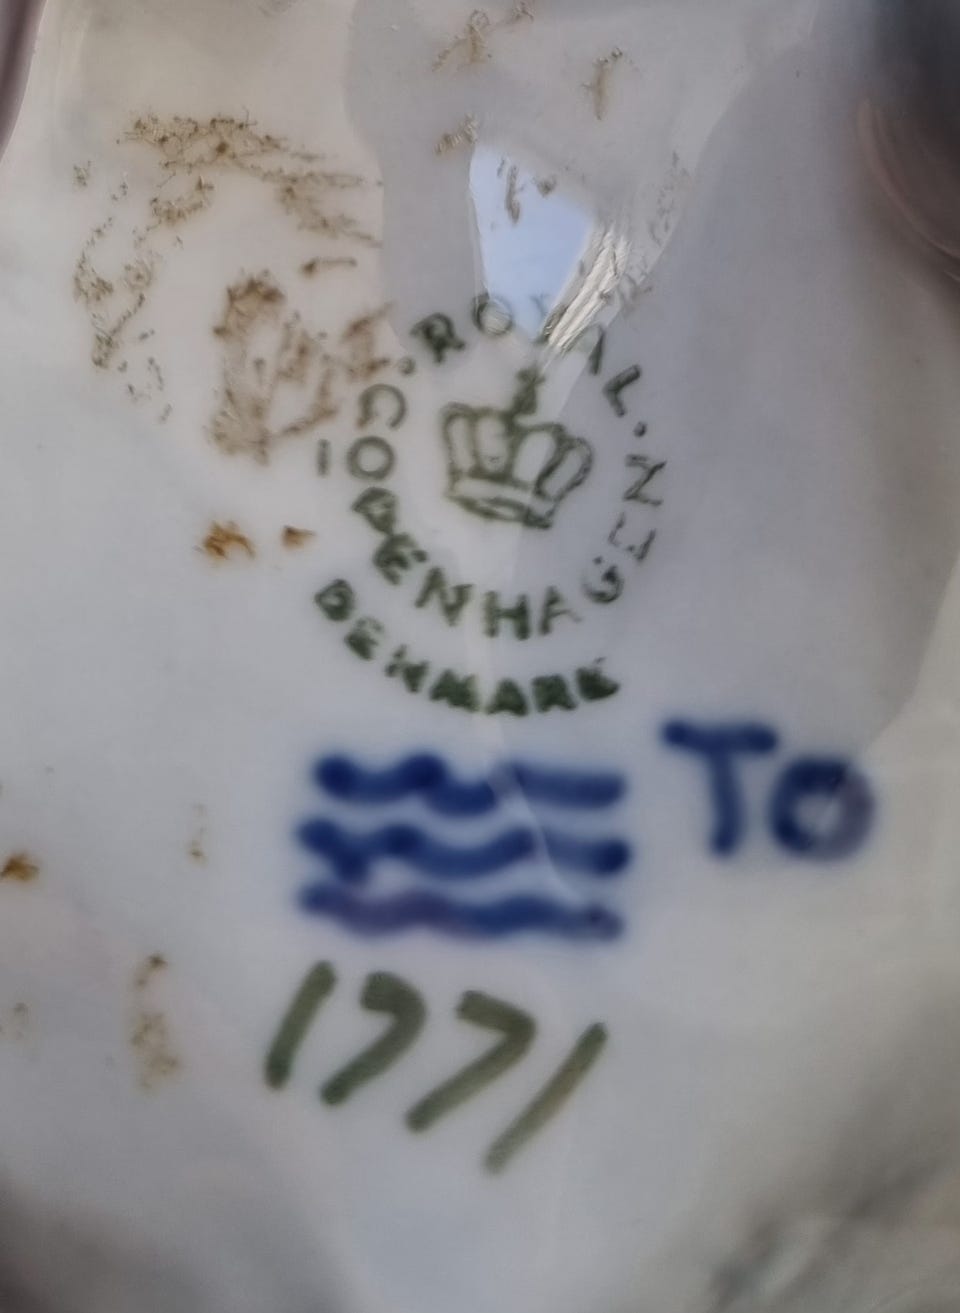 ROYAL.
COPENHAGEN
DENMARK
TO
1771